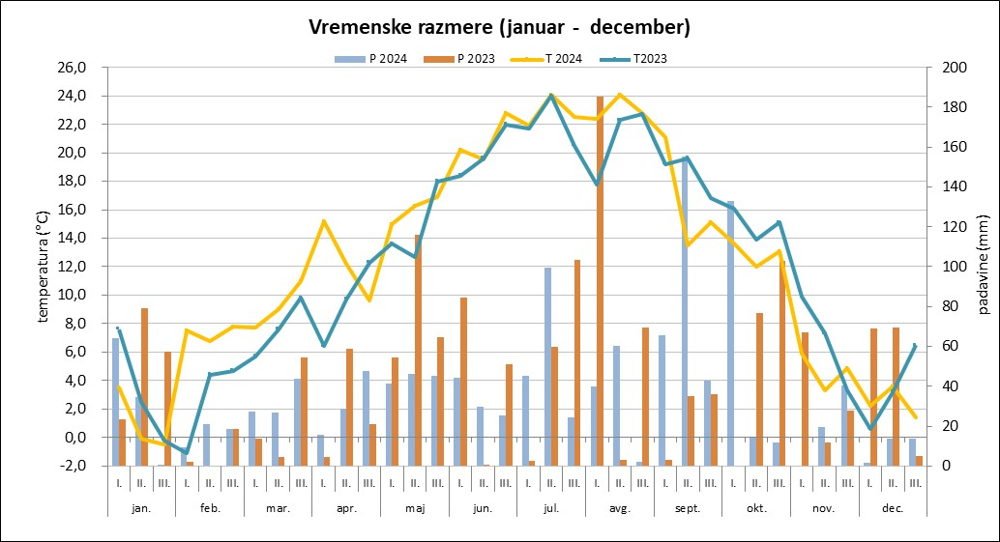 Vremenske razmere (januar - december)
P 2024 P 2023 T 2024 T2023
26,0 200
24,0 180
22,0
20,0 160
18,0 140
16,0 120
14,0
12,0 100
10,0 80
8,0
6,0 60
4,0 40
2,0 20
0,0
-2,0 0
temperatura (°C)
padavine (mm)
I. II. III. I. II. III. I. II. III. I. II. III. I. II. III. I. II. III. I. II. III. I. II. III. I. II. III. I. II. III. I. II. III. I. II. III.
jan. feb. mar. apr. maj jun. jul. avg. sept. okt. nov. dec.